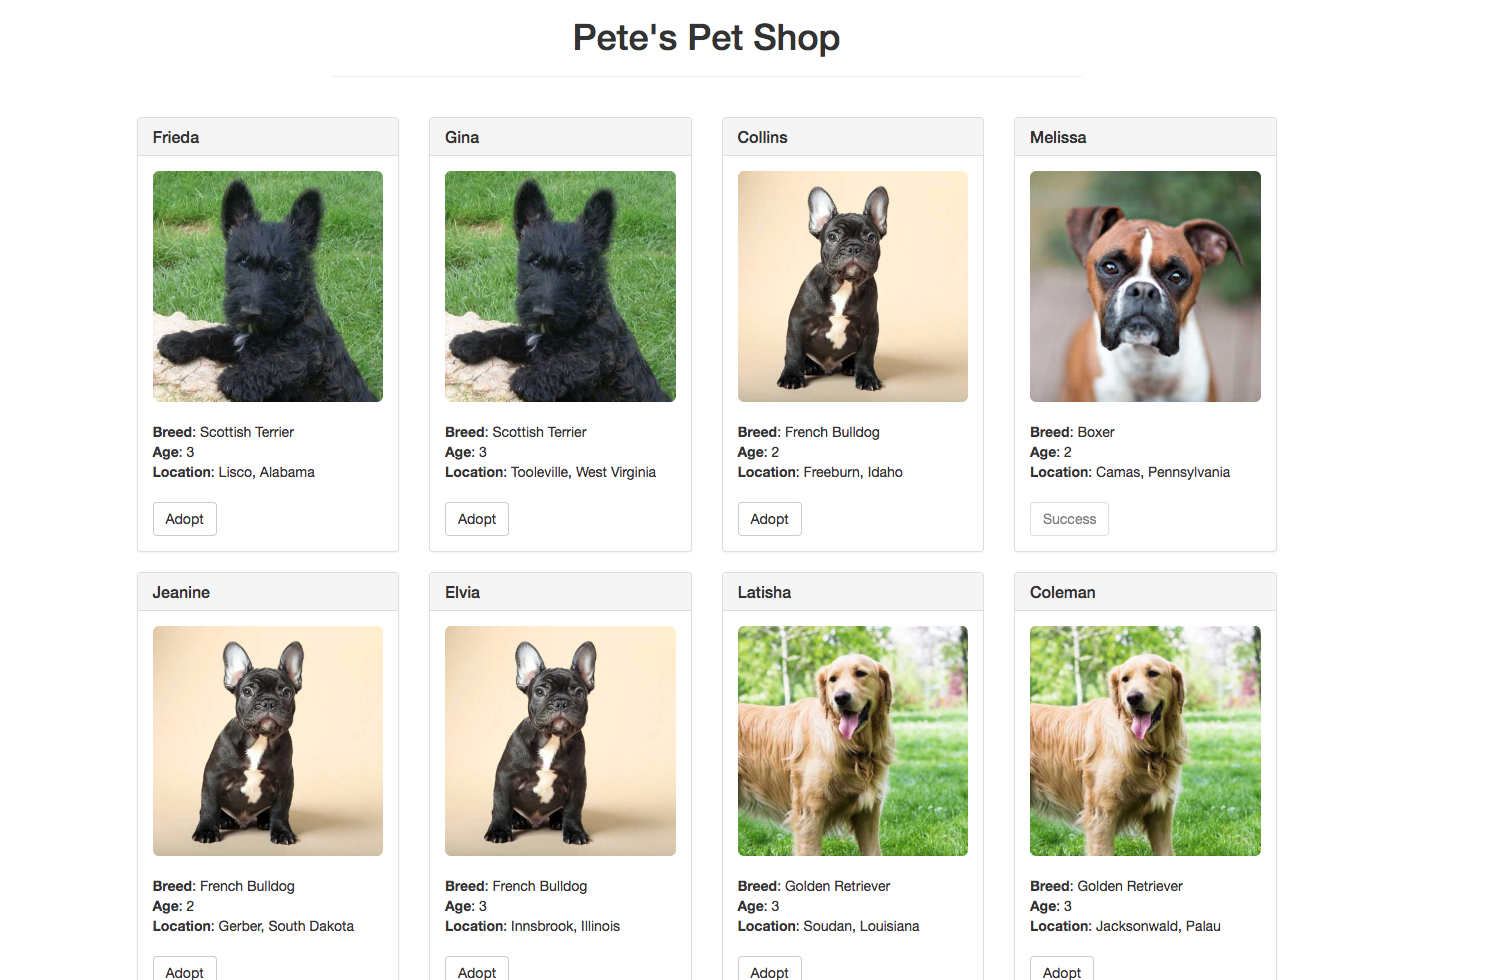 Pete's Pet Shop
Frieda
Breed: Scottish Terrier
Age: 3
Location: Lisco, Alabama
Adopt
Gina
Breed: Scottish Terrier
Age: 3
Location: Tooleville, West Virginia
Adopt
Collins
Breed: French Bulldog
Age: 2
Location: Freeburn, Idaho
Adopt
Melissa
Breed: Boxer
Age: 2
Location: Camas, Pennsylvania
Success
Jeanine
Breed: French Bulldog
Age: 2
Location: Gerber, South Dakota
Adopt
Elvia
Breed: French Bulldog
Age: 3
Location: Innsbrook, Illinois
Adopt
Latisha
Breed: Golden Retriever
Age: 3
Location: Soudan, Louisiana
Adopt
Coleman
Breed: Golden Retriever
Age: 3
Location: Jacksonwald, Palau
Adopt